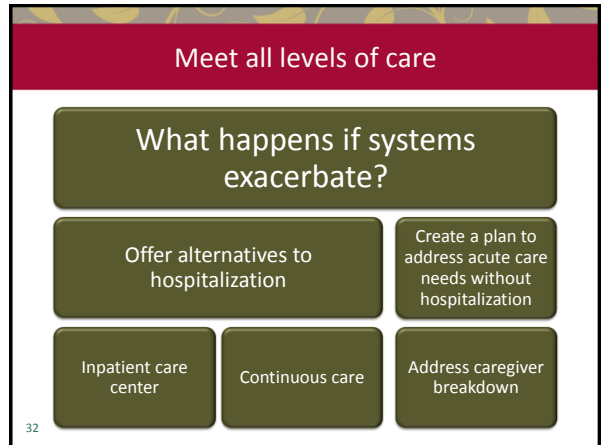 Meet all levels of care
What happens if systems
exacerbate?
Offer alternatives to
hospitalization
Create a plan to
address acute care
needs without
hospitalization
Inpatient care
center
Continuous care
Address caregiver
breakdown
32